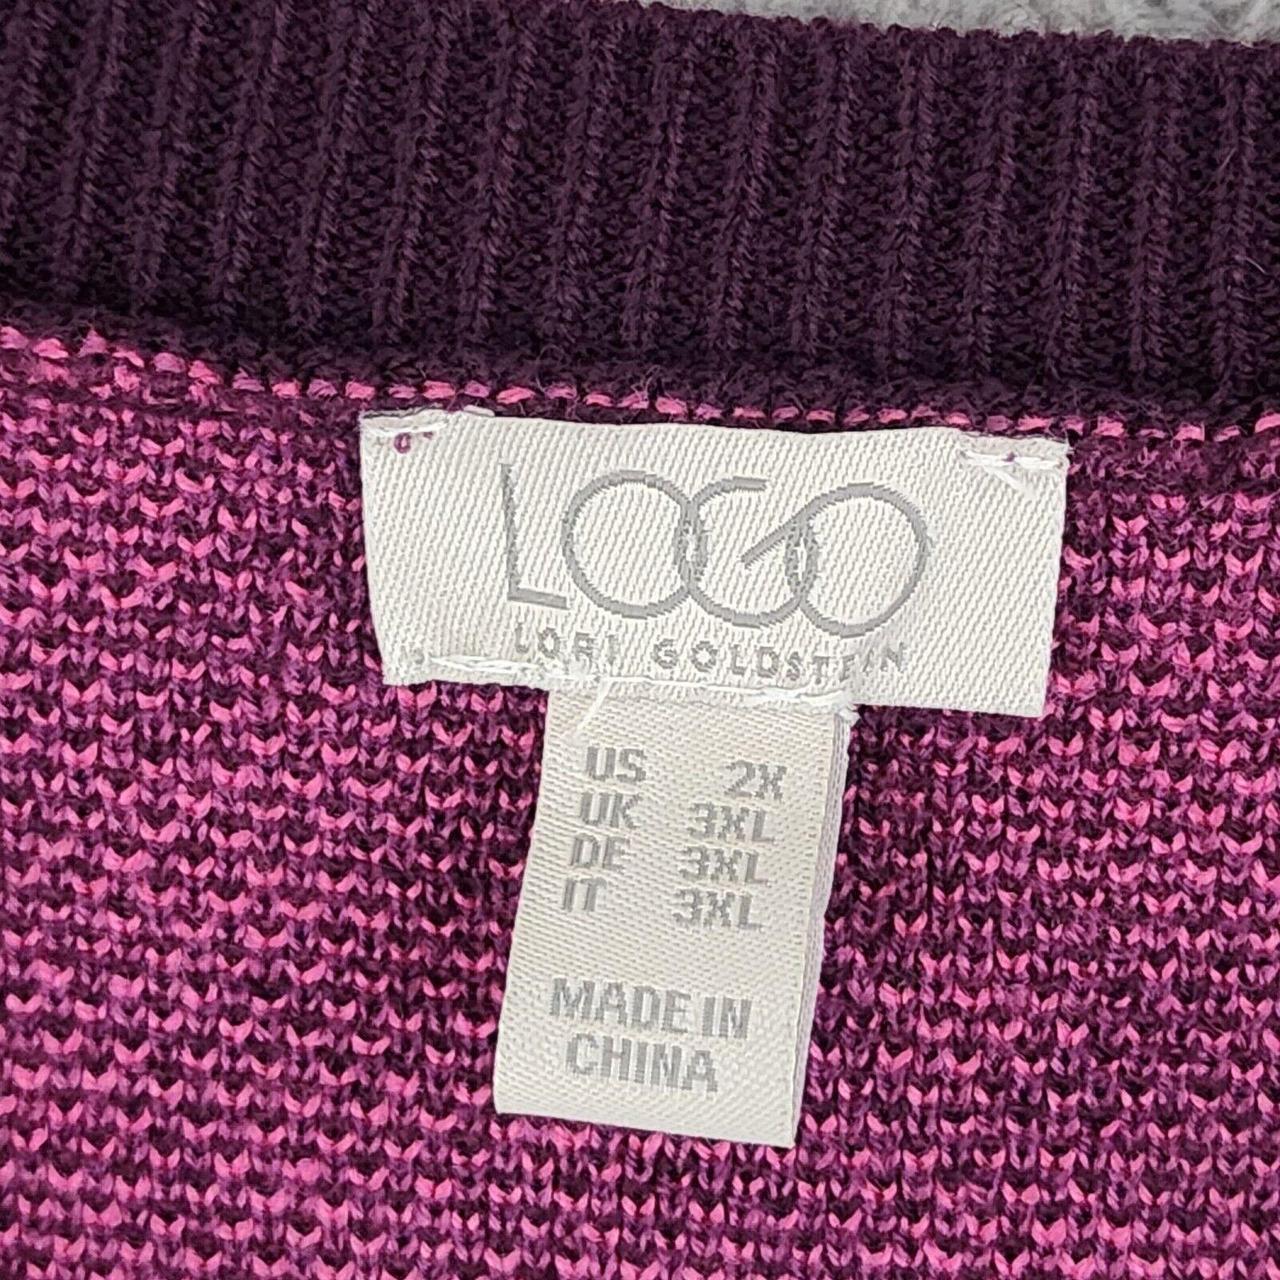 LOGO
LORI GOLDSTEIN
US 2X
UK 3XL
DE 3XL
IT 3XL
MADE IN
CHINA